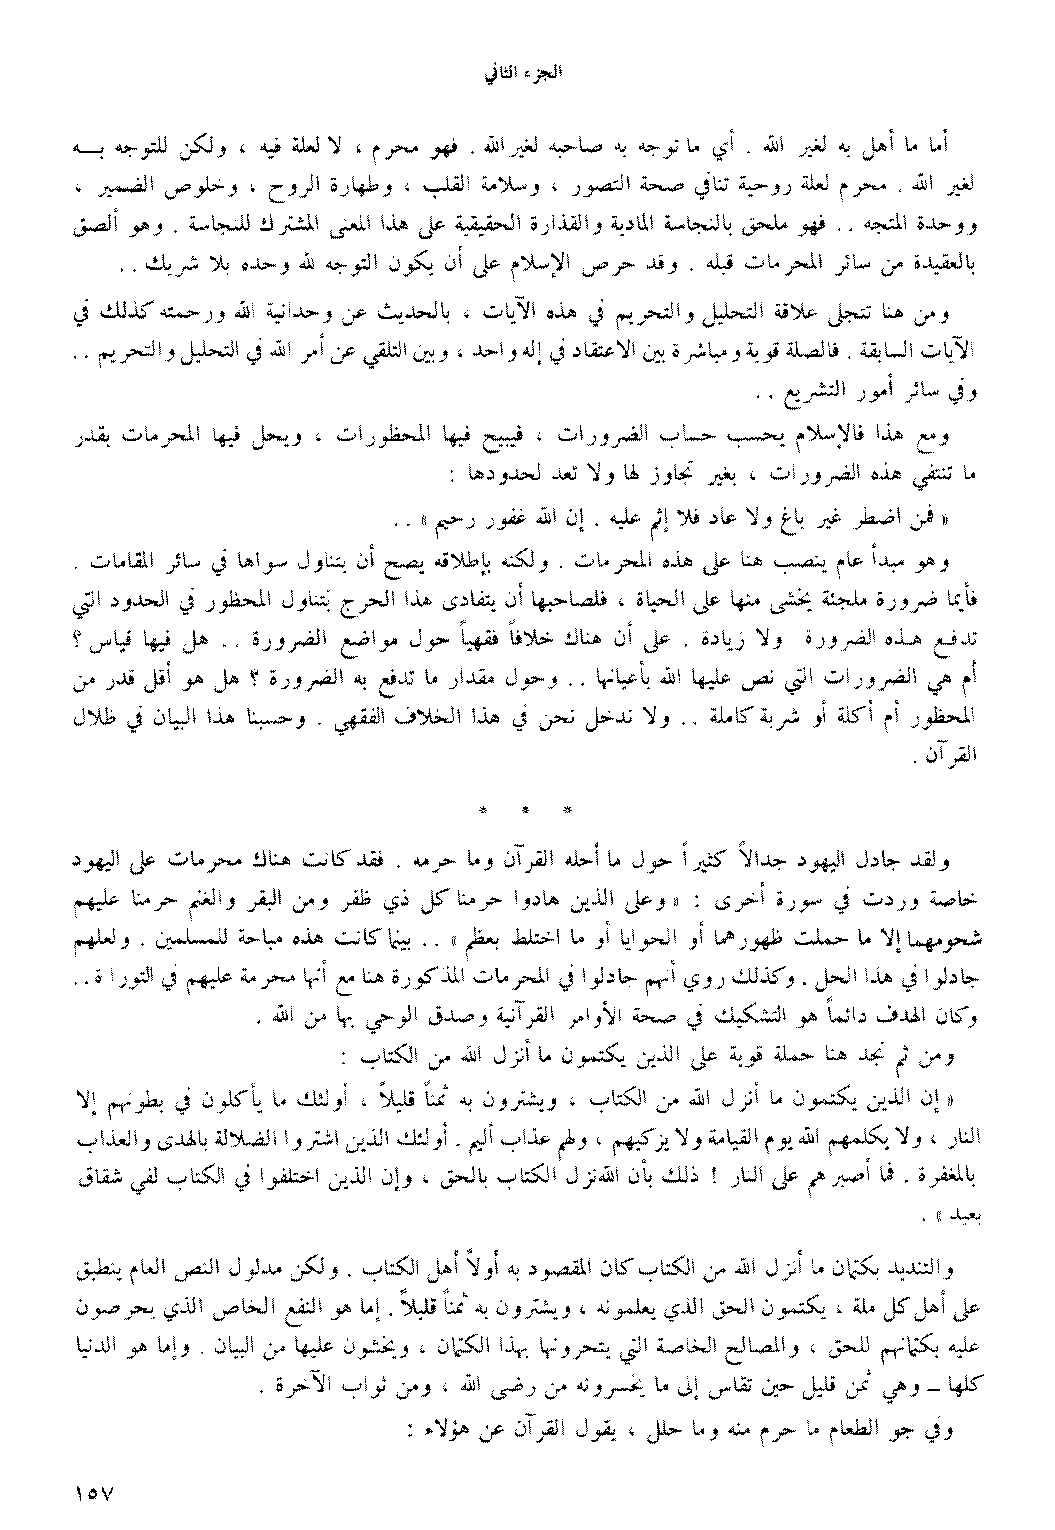 الجزء الثاني
أما ما أهل به لغير الله . أي ما توجه به صاحبه لغير الله . فهو محرم ، لا لعلة فيه ، ولكن للتوجه بـــه
لغير الله . محرم لعلة روحية تنافي صحة التصور ، وسلامة القلب ، وطهارة الروح ، وخلوص الضمير ،
ووحدة المتجه .. فهو ملحق بالنجاسة المادية والقذارة الحقيقية على هذا المعنى المشترك للنجاسة . وهو ألصق
بالعقيدة من سائر المحرمات قبله . وقد حرص الإسلام على أن يكون التوجه لله وحده بلا شريك ..
ومن هنا تتجلى علاقة التحليل والتحريم في هذه الآيات ، بالحديث عن وحدانية الله ورحمته كذلك في
الآيات السابقة . فالصلة قوية ومباشرة بين الاعتقاد في إله واحد ، وبين التلقي عن أمر الله في التحليل والتحريم ..
وفي سائر أمور التشريع ..
ومع هذا فالإسلام يحسب حساب الضرورات ، فيبيح فيها المحظورات ، ويحل فيها المحرمات بقدر
ما تنتفي هذه الضرورات ، بغير تجاوز لها ولا تعد لحدودها :
« فمن اضطر غير باغ ولا عاد فلا إثم عليه . إن الله غفور رحيم » ..
وهو مبدأ عام ينصب هنا على هذه المحرمات . ولكنه بإطلاقه يصح أن يتناول سواها في سائر المقامات .
فأيما ضرورة ملجئة يخشى منها على الحياة ، فلصاحبها أن يتفادى هذا الحرج بتناول المحظور في الحدود التي
تدفـع هـذه الضرورة ولا زيادة . على أن هناك خلافاً فقهياً حول مواضع الضرورة .. هل فيها قياس ؟
أم هي الضرورات التي نص عليها الله بأعيانها .. وحول مقدار ما تدفع به الضرورة ؟ هل هو أقل قدر من
المحظور أم أكلة أو شربة كاملة .. ولا ندخل نحن في هذا الخلاف الفقهي . وحسبنا هذا البيان في ظلال
القرآن .
* * *
ولقد جادل اليهود جدالاً كثيراً حول ما أحله القرآن وما حرمه . فقد كانت هناك محرمات على اليهود
خاصة وردت في سورة أخرى : « وعلى الذين هادوا حرمنا كل ذي ظفر ومن البقر والغنم حرمنا عليهم
شحومهما إلا ما حملت ظهورهما أو الحوايا أو ما اختلط بعظم » .. بينما كانت هذه مباحة للمسلمين . ولعلهم
جادلوا في هذا الحل . وكذلك روي أنهم جادلوا في المحرمات المذكورة هنا مع أنها محرمة عليهم في التوراة ..
وكان الهدف دائماً هو التشكيك في صحة الأوامر القرآنية وصدق الوحي بها من الله .
ومن ثم نجد هنا حملة قوية على الذين يكتمون ما أنزل الله من الكتاب :
« إن الذين يكتمون ما أنزل الله من الكتاب ، ويشترون به ثمناً قليلاً ، أولئك ما يأكلون في بطونهم إلا
النار ، ولا يكلمهم الله يوم القيامة ولا يزكيهم ، ولهم عذاب أليم . أولئك الذين اشتروا الضلالة بالهدى والعذاب
بالمغفرة . فما أصبرهم على النار ! ذلك بأن الله نزل الكتاب بالحق ، وإن الذين اختلفوا في الكتاب لفي شقاق
بعيد » .
والتنديد بكتمان ما أنزل الله من الكتاب كان المقصود به أولاً أهل الكتاب . ولكن مدلول النص العام ينطبق
على أهل كل ملة ، يكتمون الحق الذي يعلمونه ، ويشترون به ثمناً قليلاً . إما هو النفع الخاص الذي يحرصون
عليه بكتمانهم للحق ، والمصالح الخاصة التي يتحرونها بهذا الكتمان ، ويخشون عليها من البيان . وإما هو الدنيا
كلها – وهي ثمن قليل حين تقاس إلى ما يخسرونه من رضى الله ، ومن ثواب الآخرة .
وفي جو الطعام ما حرم منه وما حلل ، يقول القرآن عن هؤلاء :
١٥٧